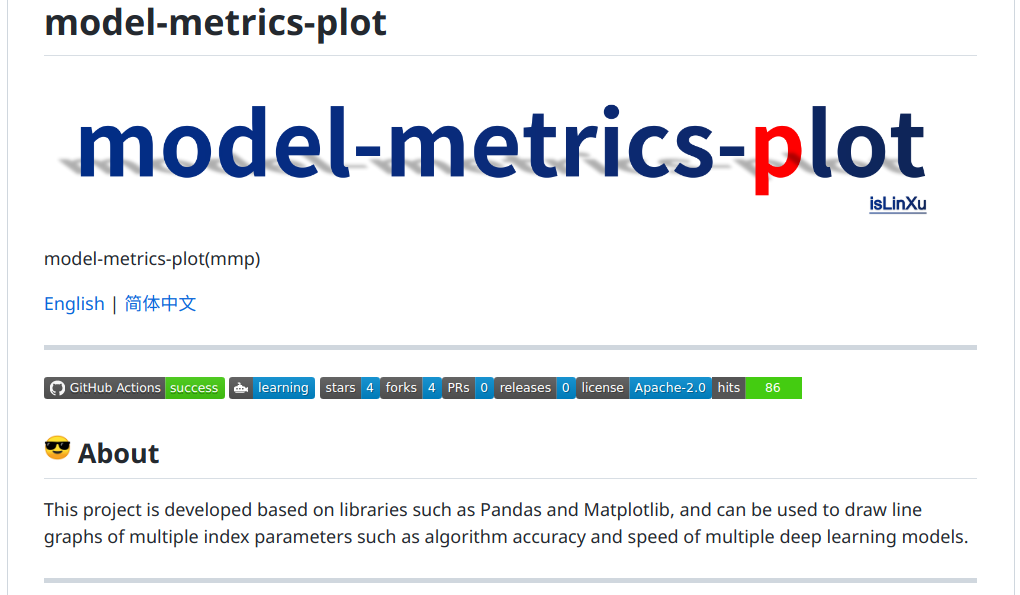 model-metrics-plot
model-metrics-plot
isLinXu
model-metrics-plot(mmp)
English | 简体中文
GitHub Actions success learning stars 4 forks 4 PRs 0 releases 0 license Apache-2.0 hits 86
About
This project is developed based on libraries such as Pandas and Matplotlib, and can be used to draw line
graphs of multiple index parameters such as algorithm accuracy and speed of multiple deep learning models.